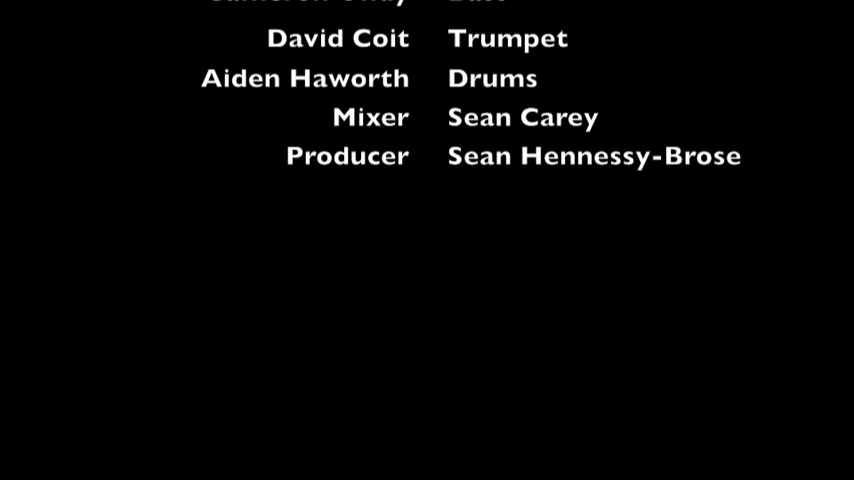 David Coit Trumpet
Aiden Haworth Drums
Mixer Sean Carey
Producer Sean Hennessy-Brose